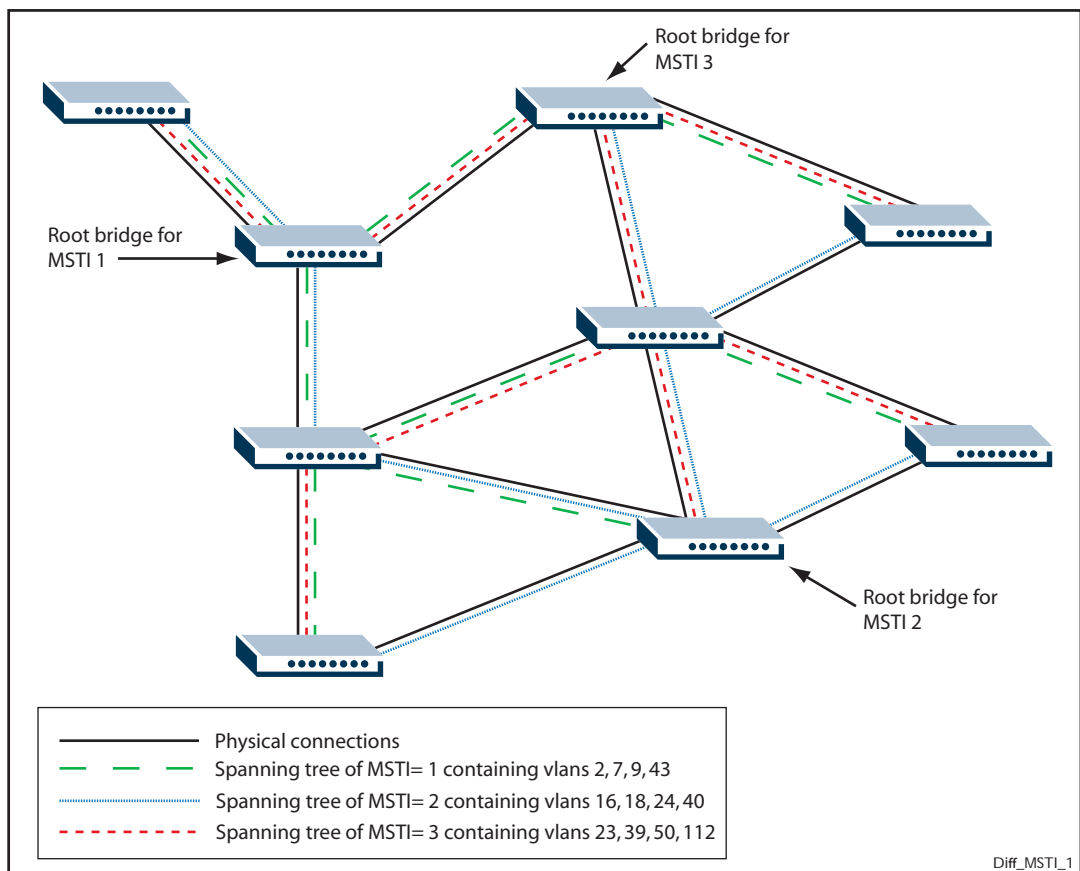 Root bridge for
MSTI 3
Root bridge for
MSTI 1
Root bridge for
MSTI 2
Physical connections
Spanning tree of MSTI= 1 containing vlans 2, 7, 9, 43
Spanning tree of MSTI= 2 containing vlans 16, 18, 24, 40
Spanning tree of MSTI= 3 containing vlans 23, 39, 50, 112
Diff_MSTI_1